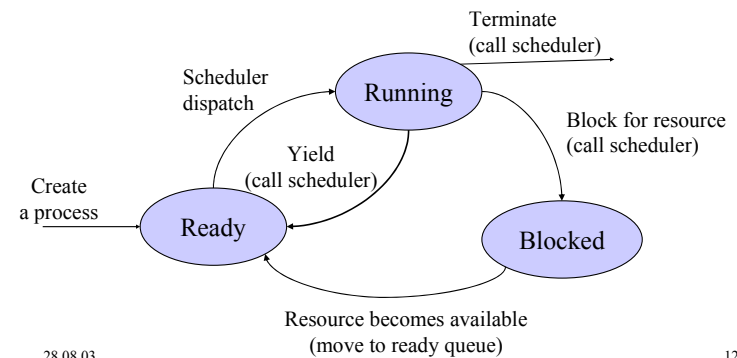 Terminate
(call scheduler)
Scheduler
dispatch
Running
Block for resource
(call scheduler)
Yield
(call scheduler)
Create
a process
Ready
Blocked
Resource becomes available
(move to ready queue)
28.08.03
12